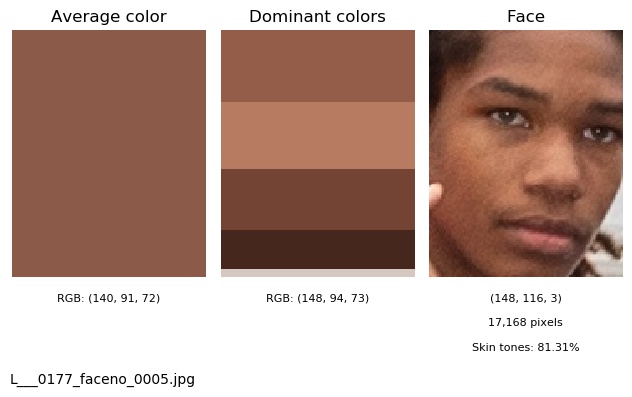 Average color
Dominant colors
Face
RGB: (140, 91, 72)
RGB: (148, 94, 73)
(148, 116, 3)
17,168 pixels
Skin tones: 81.31%
L___0177_faceno_0005.jpg